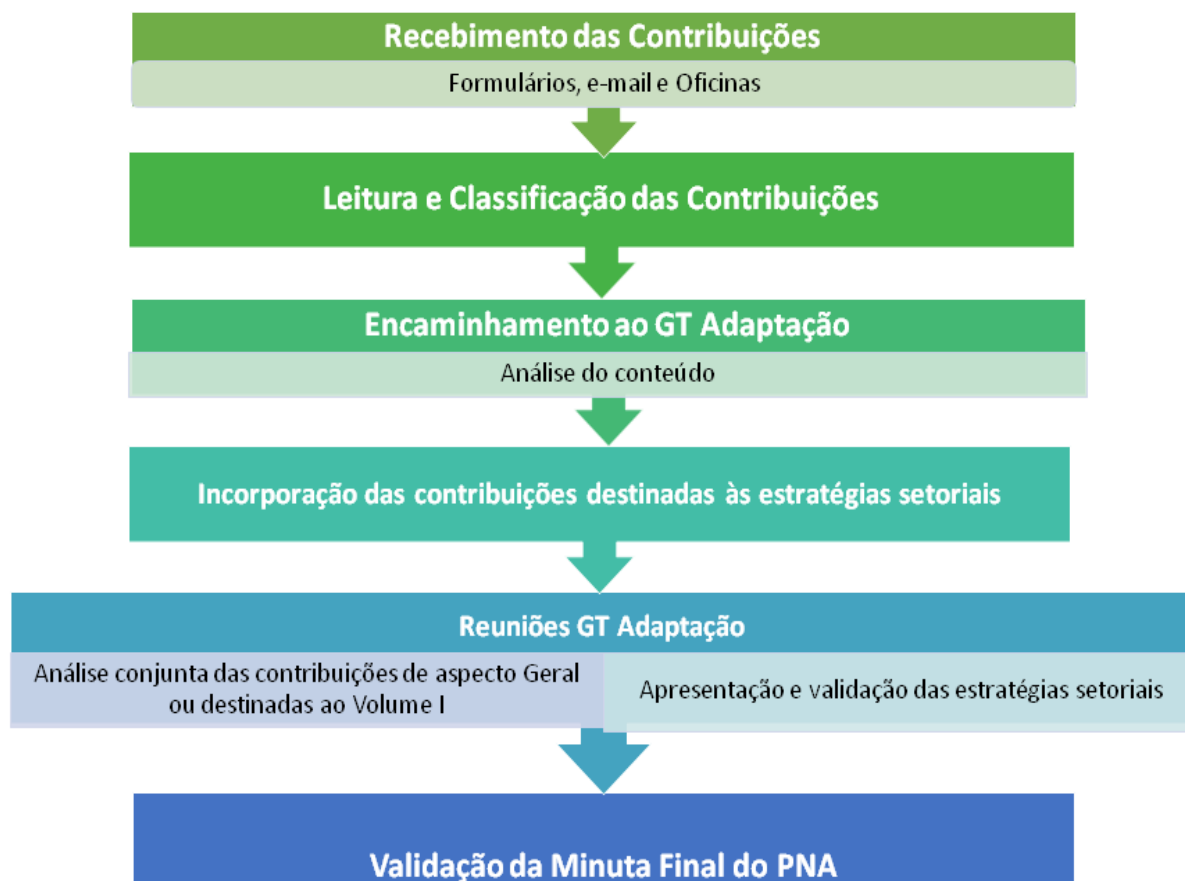 Recebimento das Contribuições
Formulários, e-mail e Oficinas
Leitura e Classificação das Contribuições
Encaminhamento ao GT Adaptação
Análise do conteúdo
Incorporação das contribuições destinadas às estratégias setoriais
Reuniões GT Adaptação
Análise conjunta das contribuições de aspecto Geral
ou destinadas ao Volume I
Apresentação e validação das estratégias setoriais
Validação da Minuta Final do PNA